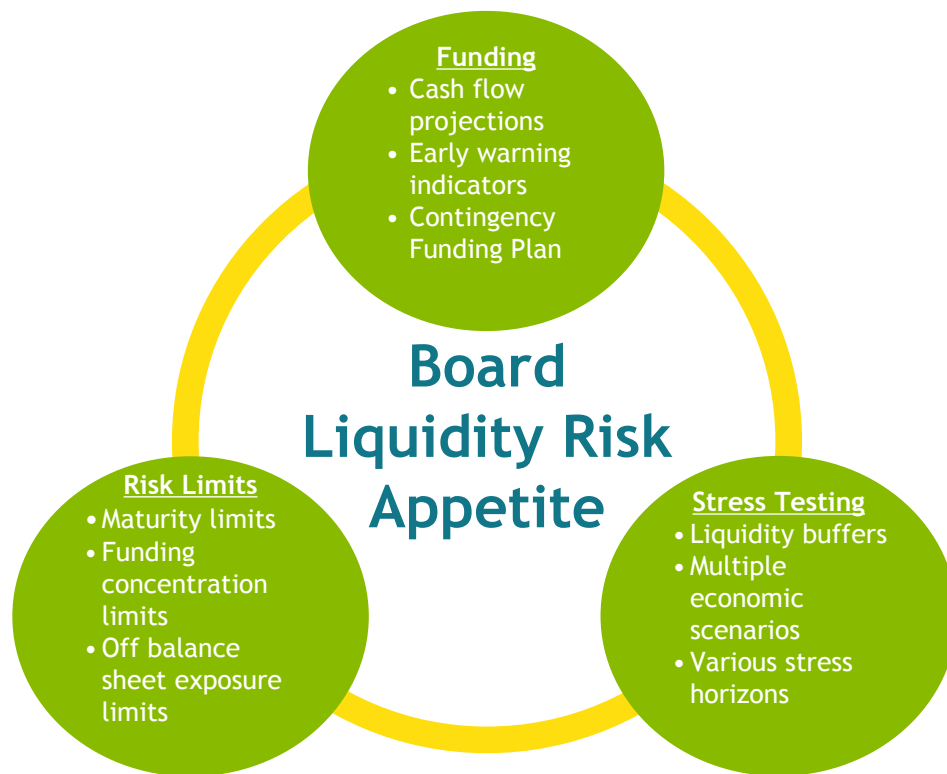 Funding
• Cash flow
projections
• Early warning
indicators
• Contingency
Funding Plan
Board
Liquidity Risk
Appetite
Risk Limits
• Maturity limits
• Funding
concentration
limits
• Off balance
sheet exposure
limits
Stress Testing
• Liquidity buffers
• Multiple
economic
scenarios
• Various stress
horizons